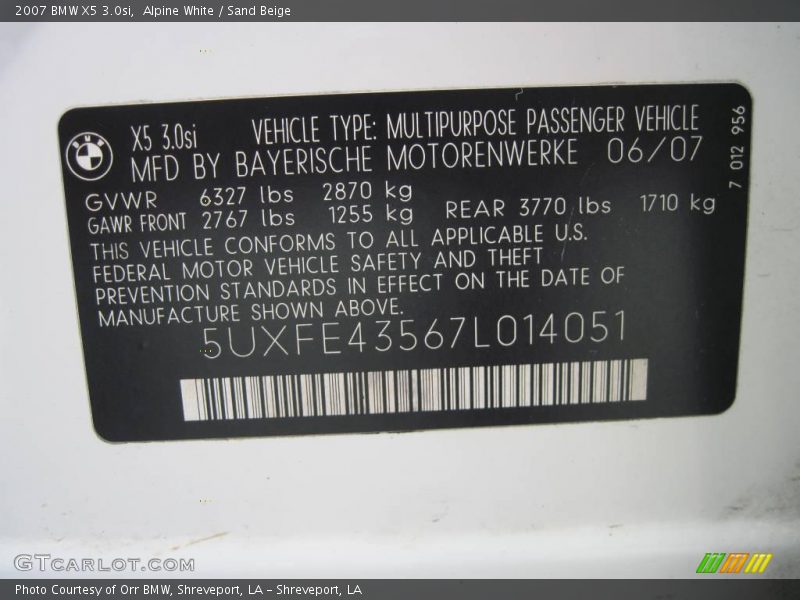 2007 BMW X5 3.0si, Alpine White / Sand Beige
BMW
X5 3.0si VEHICLE TYPE: MULTIPURPOSE PASSENGER VEHICLE
MFD BY BAYERISCHE MOTORENWERKE 06/07
GVWR 6327 lbs 2870 kg
GAWR FRONT 2767 lbs 1255 kg REAR 3770 lbs 1710 kg
THIS VEHICLE CONFORMS TO ALL APPLICABLE U.S.
FEDERAL MOTOR VEHICLE SAFETY AND THEFT
PREVENTION STANDARDS IN EFFECT ON THE DATE OF
MANUFACTURE SHOWN ABOVE.
5UXFE43567L014051
7 012 956
GTCARLOT.COM
Photo Courtesy of Orr BMW, Shreveport, LA – Shreveport, LA